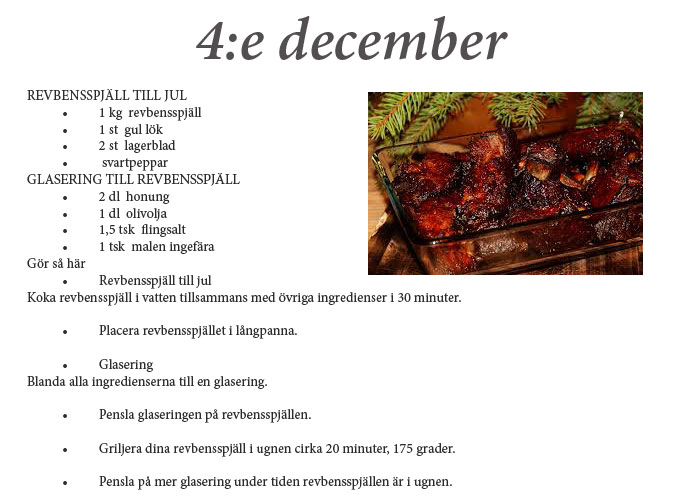 4:e december
REVBENSSPJÄLL TILL JUL
• 1 kg revbensspjäll
• 1 st gul lök
• 2 st lagerblad
• svartpeppar
GLASERING TILL REVBENSSPJÄLL
• 2 dl honung
• 1 dl olivolja
• 1,5 tsk flingsalt
• 1 tsk malen ingefära
Gör så här
• Revbensspjäll till jul
Koka revbensspjäll i vatten tillsammans med övriga ingredienser i 30 minuter.
• Placera revbensspjället i långpanna.
• Glasering
Blanda alla ingredienserna till en glasering.
• Pensla glaseringen på revbensspjällen.
• Griljera dina revbensspjäll i ugnen cirka 20 minuter, 175 grader.
• Pensla på mer glasering under tiden revbensspjällen är i ugnen.